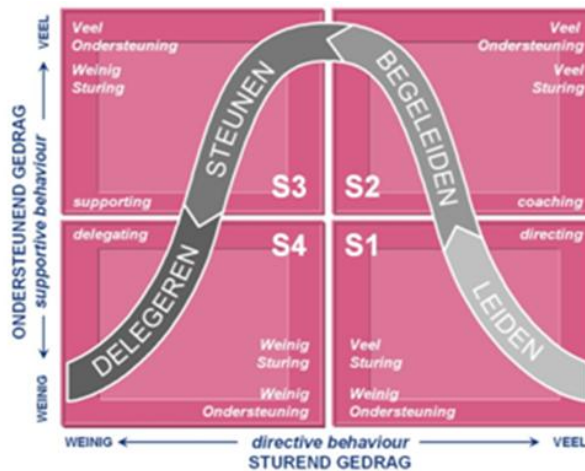 VEEL
ONDERSTEUNEND GEDRAG
supportive behaviour
WEINIG
Veel
Ondersteuning
Weinig
Sturing
STEUNEN
S3
supporting
Veel
Ondersteuning
Veel
Sturing
BEGELEIDEN
S2
coaching
delegating
S4
DELEGEREN
Weinig
Sturing
Weinig
Ondersteuning
directing
S1
LEIDEN
Veel
Sturing
Weinig
Ondersteuning
WEINIG directive behaviour VEEL
STUREND GEDRAG